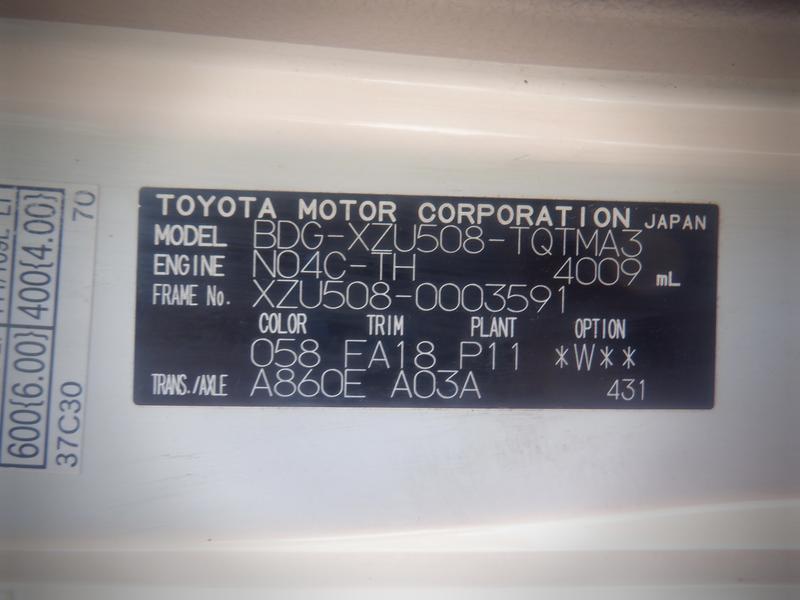 TOYOTA MOTOR CORPORATION JAPAN
MODEL BDG-XZU508-TQTMA3
ENGINE N04C-TH 4009 mL
FRAME No. XZU508-0003591
COLOR TRIM PLANT OPTION
058 FA18 P11 *W**
TRANS./AXLE A860E A03A 431
600{6.00} 400{4.00}
37C30 70